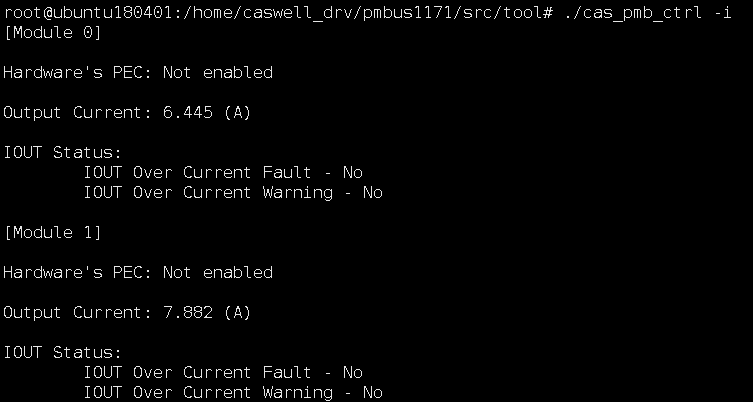 root@ubuntu180401:/home/caswell_drv/pmbus1171/src/tool# ./cas_pmb_ctrl -i
[Module 0]
Hardware's PEC: Not enabled
Output Current: 6.445 (A)
IOUT Status:
IOUT Over Current Fault - No
IOUT Over Current Warning - No
[Module 1]
Hardware's PEC: Not enabled
Output Current: 7.882 (A)
IOUT Status:
IOUT Over Current Fault - No
IOUT Over Current Warning - No